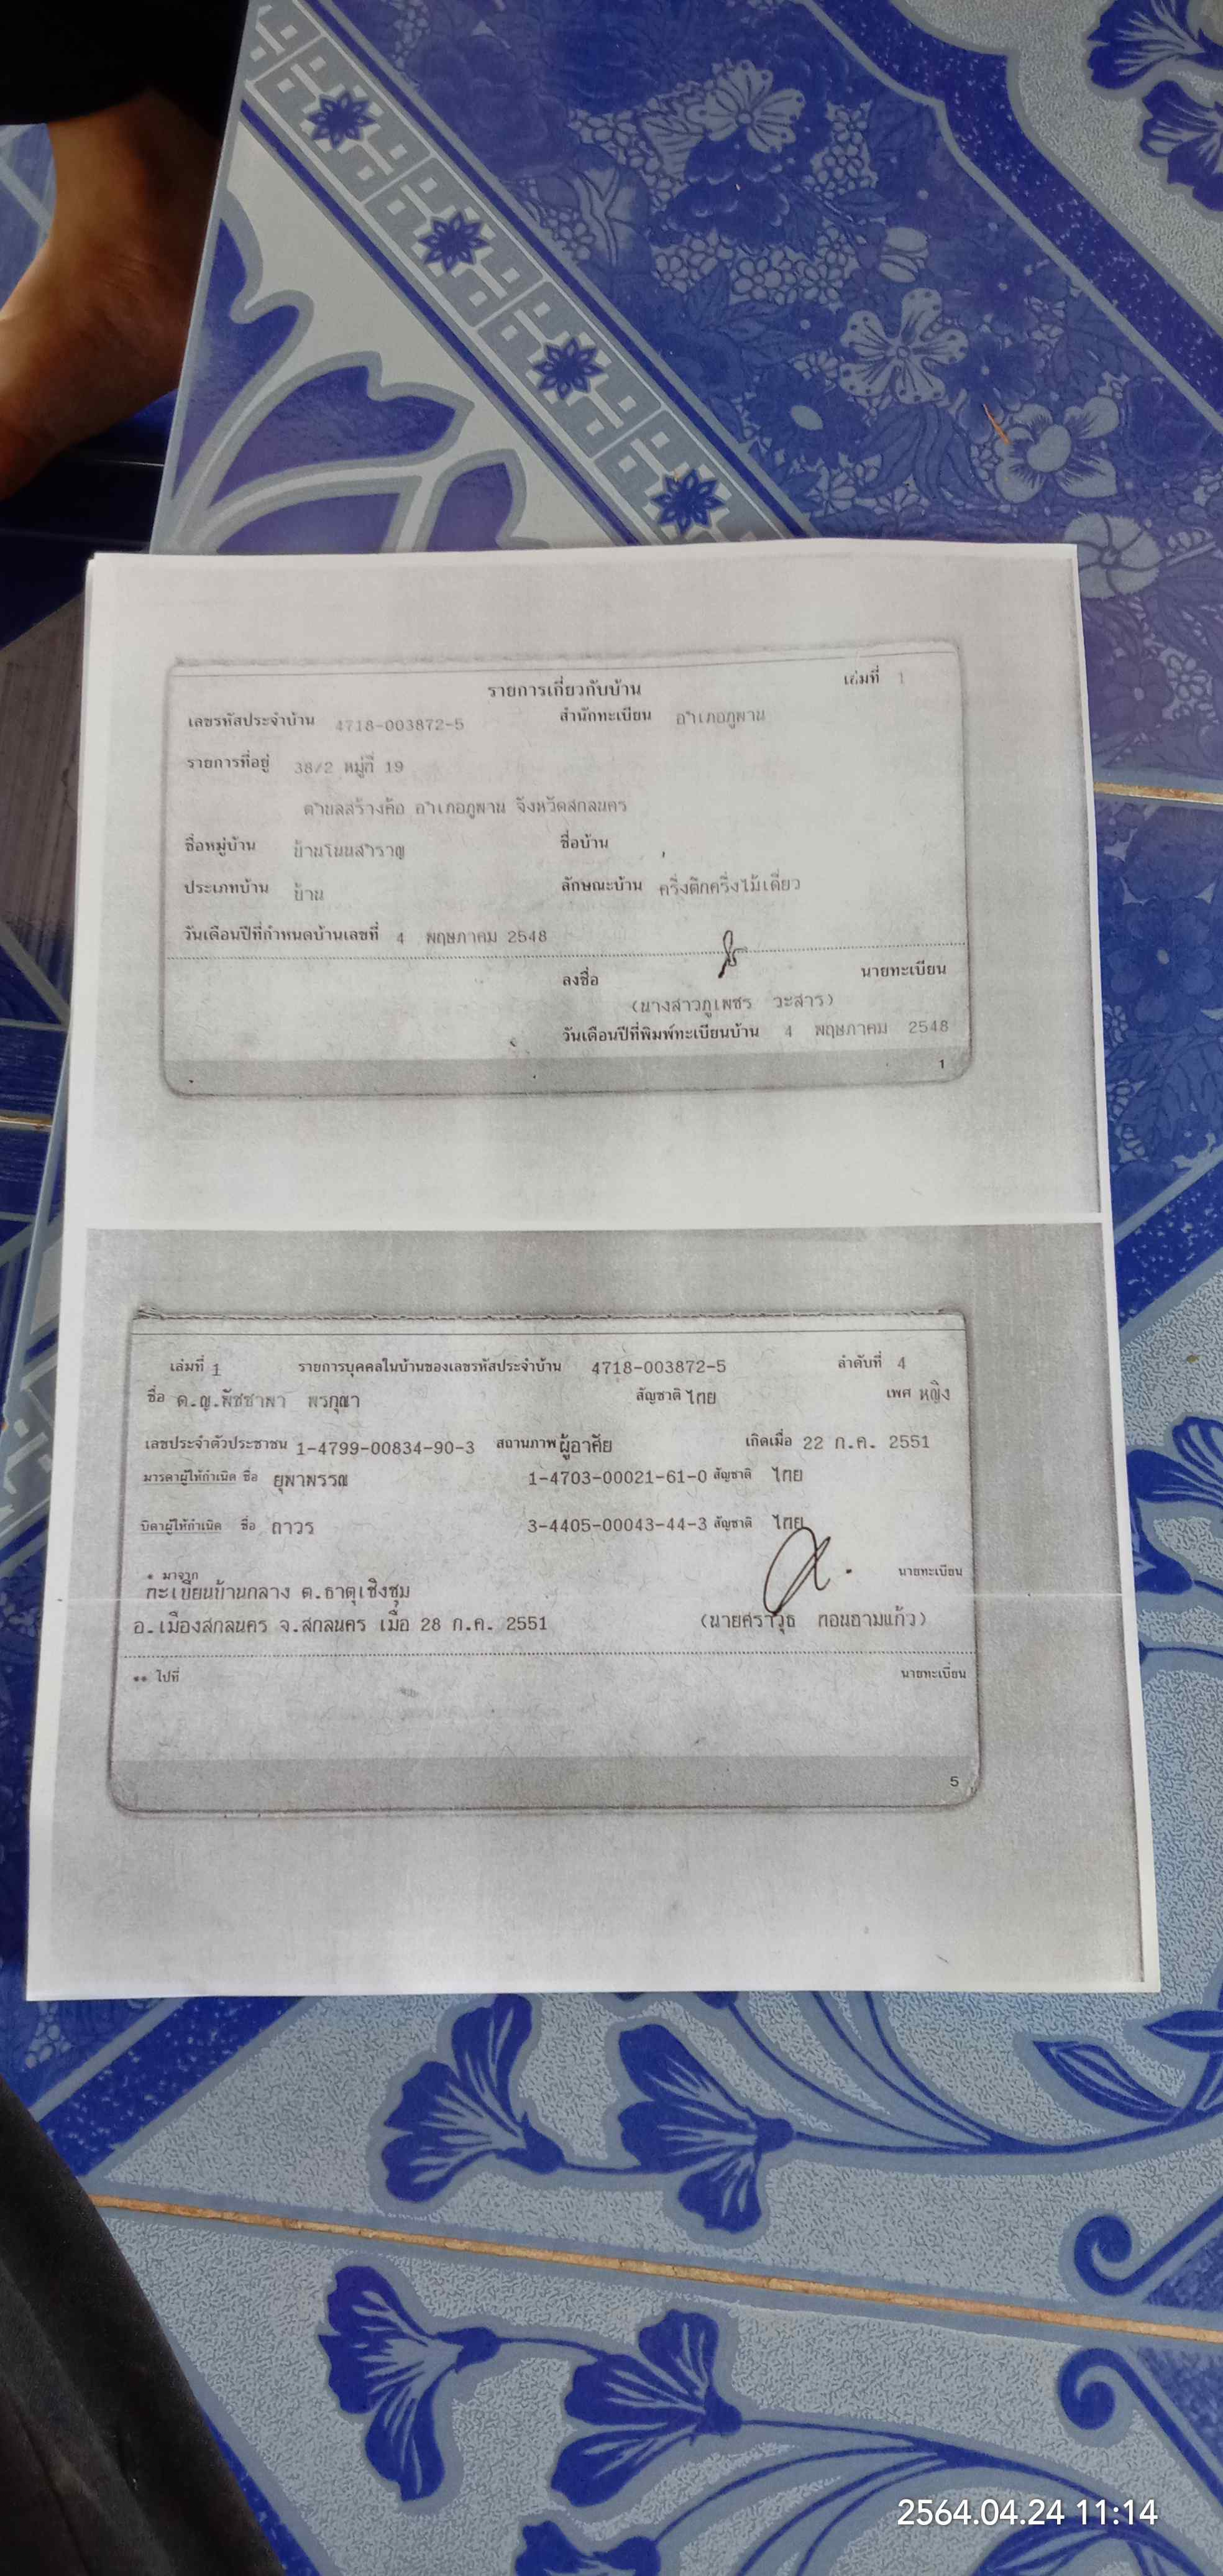 รายการเกี่ยวกับบ้าน เล่มที่ 1
เลขรหัสประจำบ้าน 4718-003872-5 สำนักทะเบียน อำเภอภูพาน
รายการที่อยู่ 38/2 หมู่ที่ 19
ตำบลสร้างค้อ อำเภอภูพาน จังหวัดสกลนคร
ชื่อหมู่บ้าน บ้านโนนสำราญ ชื่อบ้าน
ประเภทบ้าน บ้าน ลักษณะบ้าน ครึ่งตึกครึ่งไม้เดี่ยว
วันเดือนปีที่กำหนดบ้านเลขที่ 4 พฤษภาคม 2548
ลงชื่อ นายทะเบียน
(นางสาวภูเพชร วะสาร)
วันเดือนปีที่พิมพ์ทะเบียนบ้าน 4 พฤษภาคม 2548
1
เล่มที่ 1 รายการบุคคลในบ้านของเลขรหัสประจำบ้าน 4718-003872-5 ลำดับที่ 4
ชื่อ ด.ญ.พัชชาพา พรกุณา สัญชาติ ไทย เพศ หญิง
เลขประจำตัวประชาชน 1-4799-00834-90-3 สถานภาพ ผู้อาศัย เกิดเมื่อ 22 ก.ค. 2551
มารดาผู้ให้กำเนิด ชื่อ ยุพาพรรณ 1-4703-00021-61-0 สัญชาติ ไทย
บิดาผู้ให้กำเนิด ชื่อ ถาวร 3-4405-00043-44-3 สัญชาติ ไทย
* มาจาก นายทะเบียน
ทะเบียนบ้านกลาง ต.ธาตุเชิงชุม
อ.เมืองสกลนคร จ.สกลนคร เมื่อ 28 ก.ค. 2551 (นายศราวุธ ทอนฮามแก้ว)
** ไปที่ นายทะเบียน
5
2564.04.24 11:14